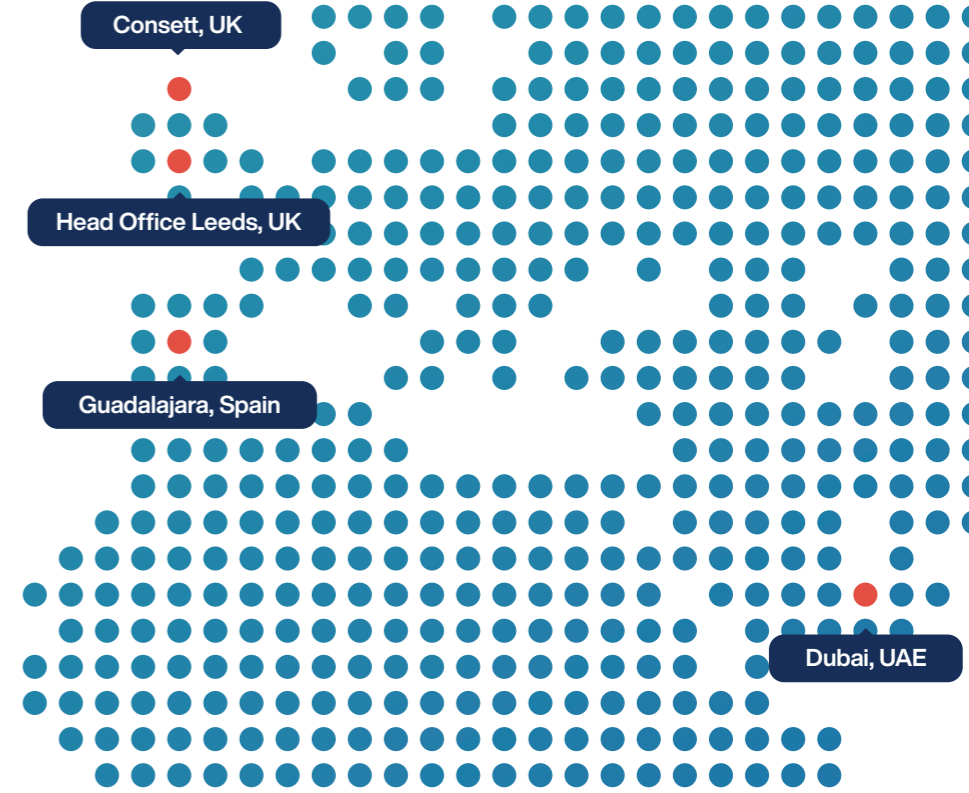 Consett, UK
Head Office Leeds, UK
Guadalajara, Spain
Dubai, UAE